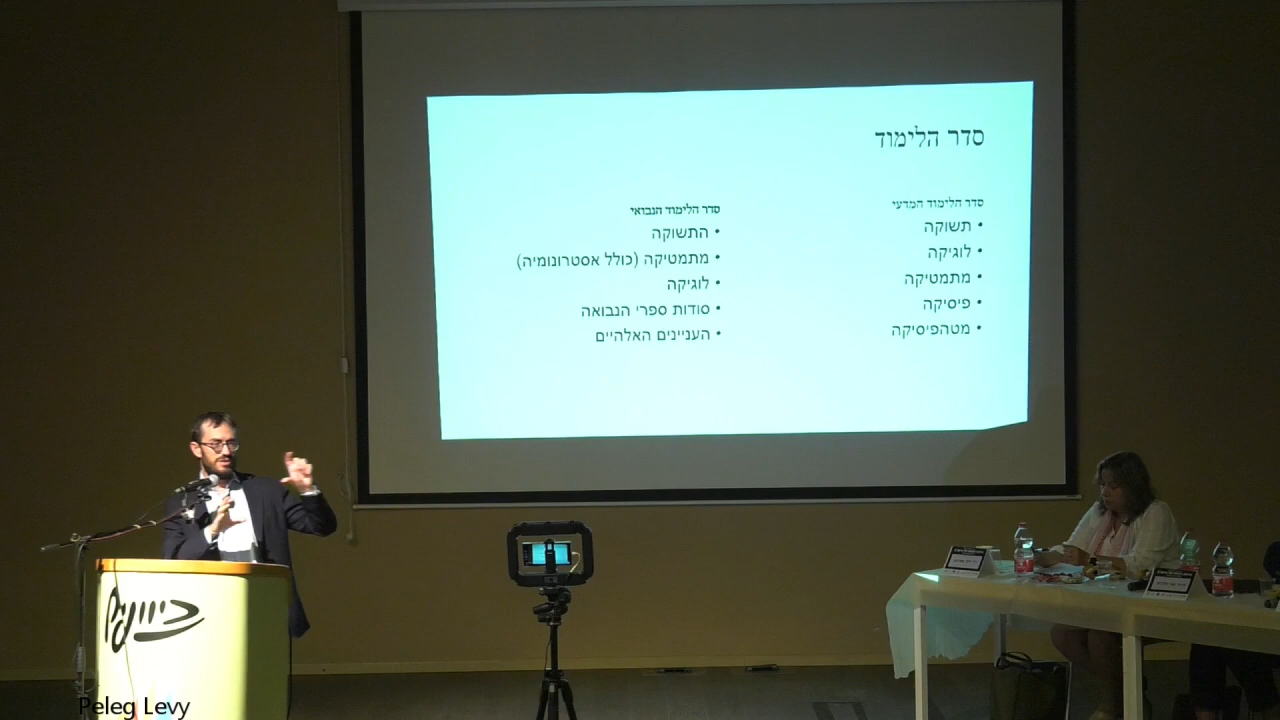 סדר הלימוד
סדר הלימוד המדעי
• תשוקה
• לוגיקה
• מתמטיקה
• פיסיקה
• מטהפיסיקה
סדר הלימוד הנבואי
• התשוקה
• מתמטיקה (כולל אסטרונומיה)
• לוגיקה
• סודות ספרי הנבואה
• העניינים האלהיים
Peleg Levy